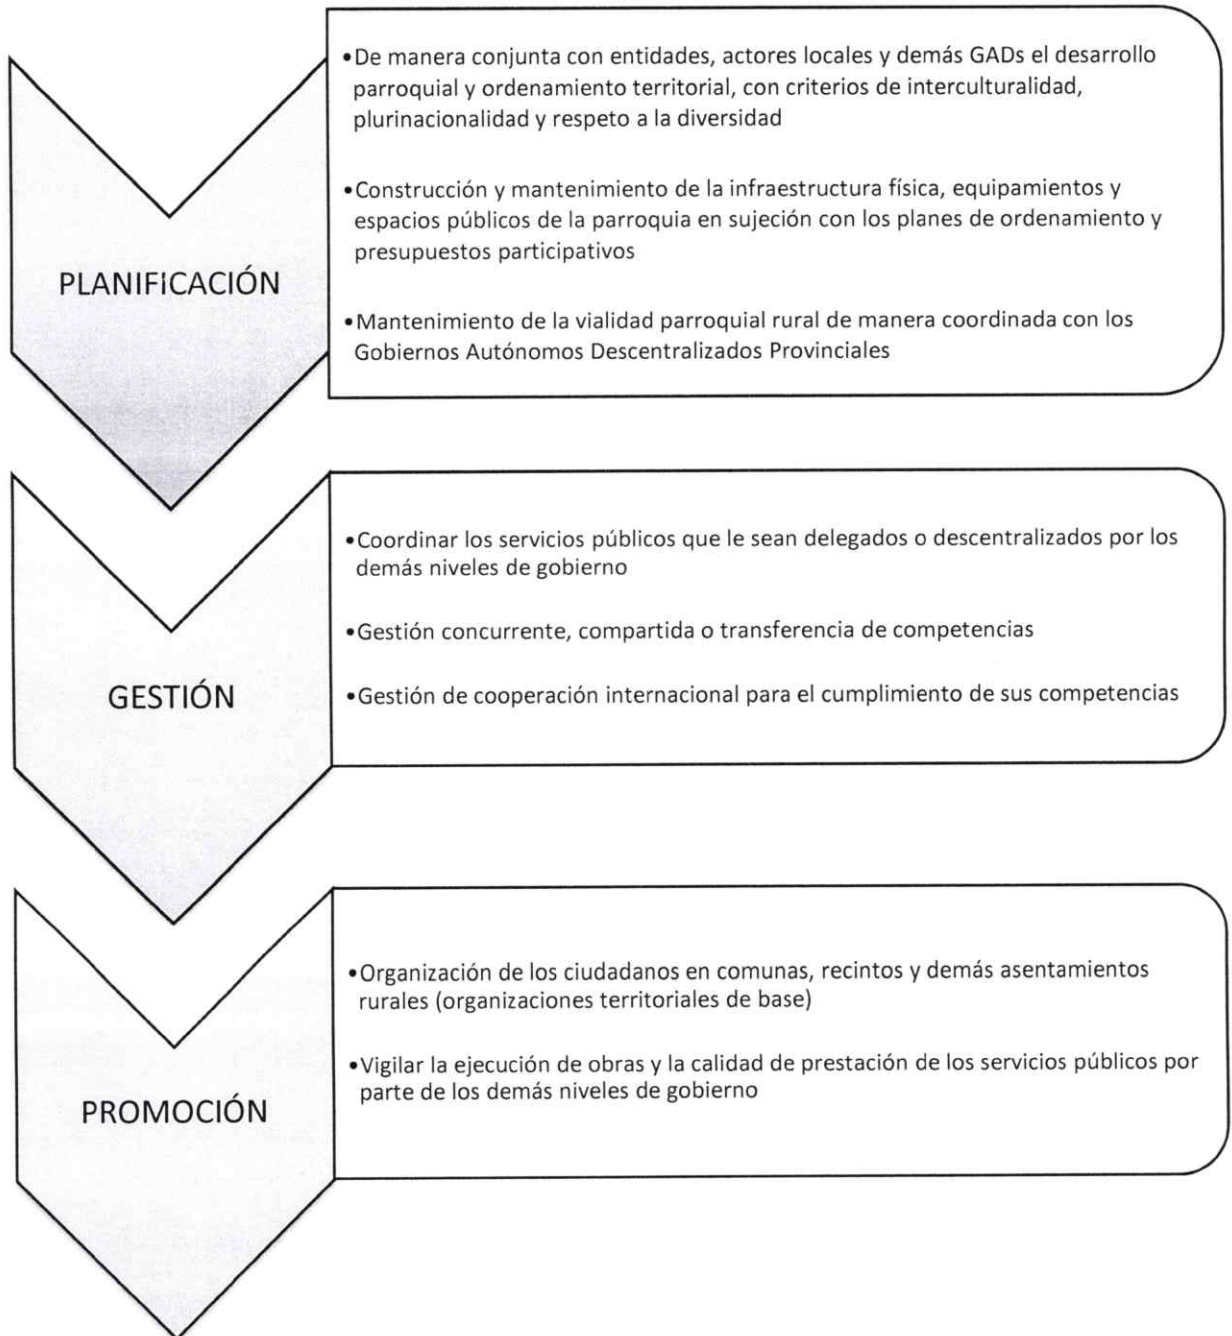 •De manera conjunta con entidades, actores locales y demás GADs el desarrollo
parroquial y ordenamiento territorial, con criterios de interculturalidad,
plurinacionalidad y respeto a la diversidad
•Construcción y mantenimiento de la infraestructura física, equipamientos y
espacios públicos de la parroquia en sujeción con los planes de ordenamiento y
presupuestos participativos
•Mantenimiento de la vialidad parroquial rural de manera coordinada con los
Gobiernos Autónomos Descentralizados Provinciales
PLANIFICACIÓN
•Coordinar los servicios públicos que le sean delegados o descentralizados por los
demás niveles de gobierno
•Gestión concurrente, compartida o transferencia de competencias
•Gestión de cooperación internacional para el cumplimiento de sus competencias
GESTIÓN
•Organización de los ciudadanos en comunas, recintos y demás asentamientos
rurales (organizaciones territoriales de base)
•Vigilar la ejecución de obras y la calidad de prestación de los servicios públicos por
parte de los demás niveles de gobierno
PROMOCIÓN